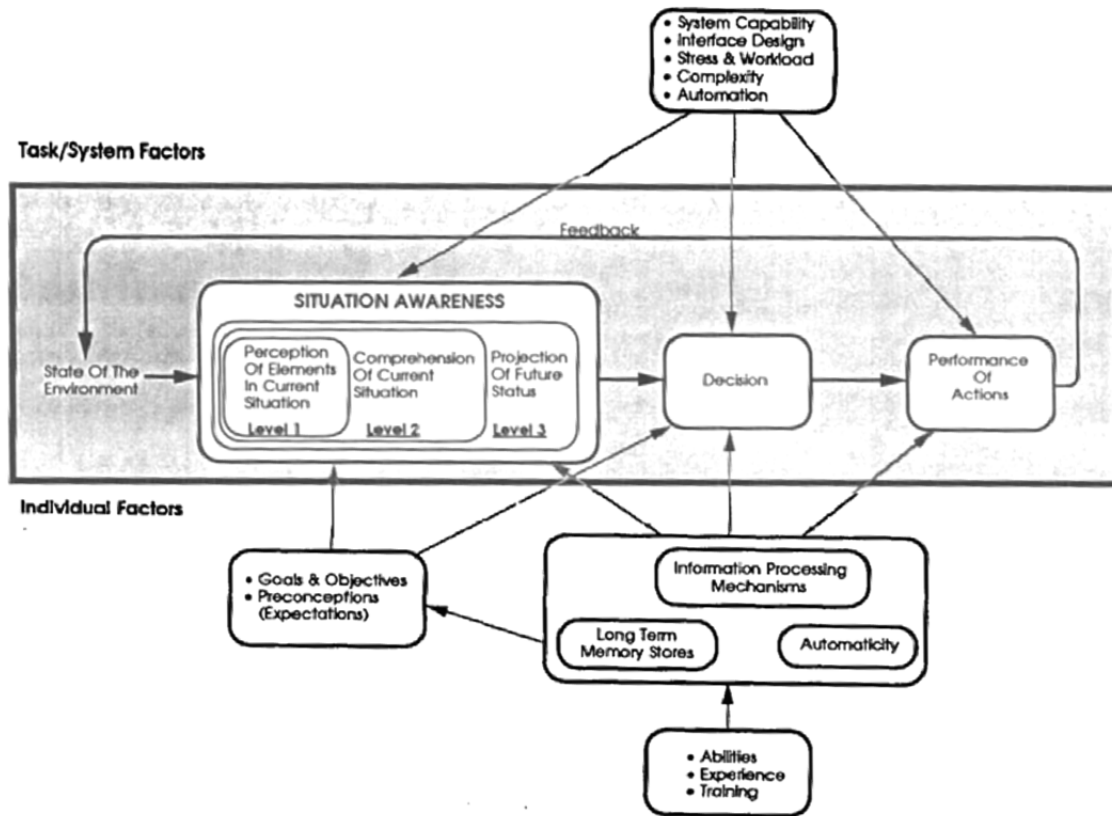 • System Capability
• Interface Design
• Stress & Workload
• Complexity
• Automation
Task/System Factors
Feedback
SITUATION AWARENESS
State Of The
Environment
Perception
Of Elements
In Current
Situation
Level 1
Comprehension
Of Current
Situation
Level 2
Projection
Of Future
Status
Level 3
Decision
Performance
Of
Actions
Individual Factors
• Goals & Objectives
• Preconceptions
(Expectations)
Information Processing
Mechanisms
Long Term
Memory Stores
Automaticity
• Abilities
• Experience
• Training